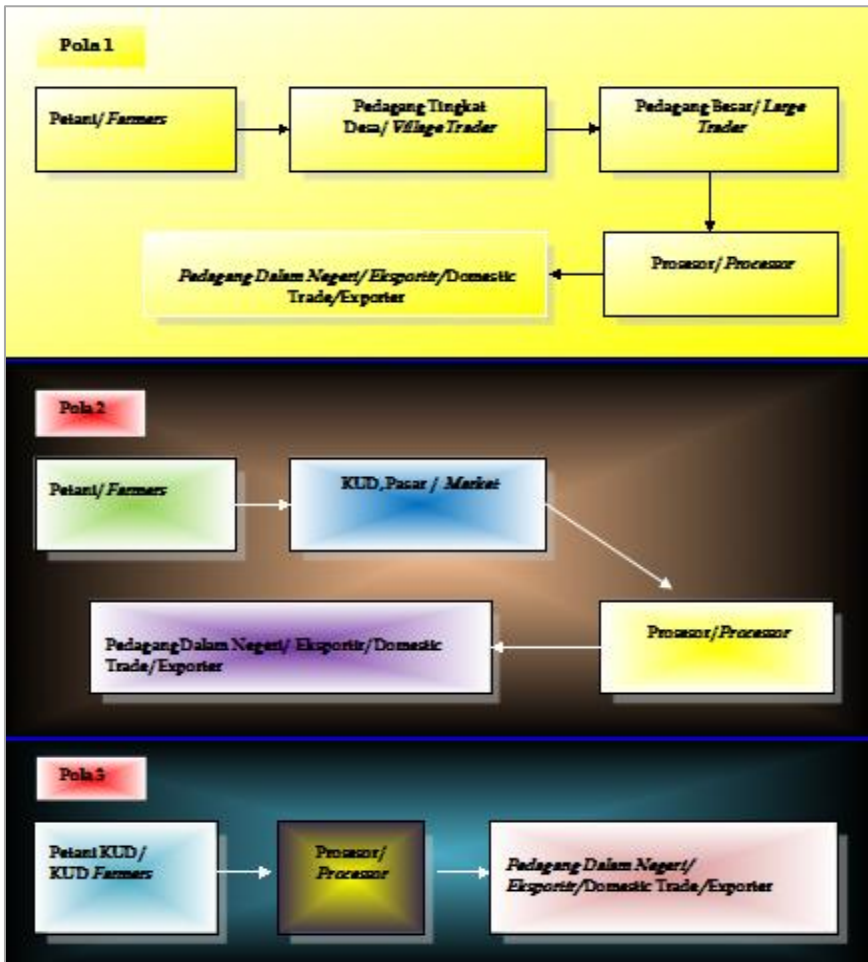 Pola 1
Petani/ Farmers
Pedagang Tingkat
Desa/ Village Trader
Pedagang Besar/ Large
Trader
Prosesor/ Processor
Pedagang Dalam Negeri/ Eksportir/Domestic
Trade/Exporter
Pola 2
Petani/ Farmers
KUD, Pasar / Market
Prosesor/Processor
Pedagang Dalam Negeri/ Eksportir/Domestic
Trade/Exporter
Pola 3
Petani KUD/
KUD Farmers
Prosesor/
Processor
Pedagang Dalam Negeri/
Eksportir/Domestic Trade/Exporter